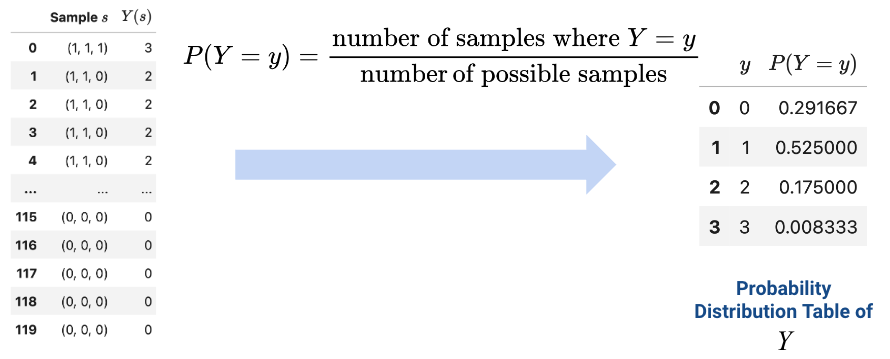 Sample s Y(s)
0 (1, 1, 1) 3
1 (1, 1, 0) 2
2 (1, 1, 0) 2
3 (1, 1, 0) 2
4 (1, 1, 0) 2
... ... ...
115 (0, 0, 0) 0
116 (0, 0, 0) 0
117 (0, 0, 0) 0
118 (0, 0, 0) 0
119 (0, 0, 0) 0
P(Y = y) = number of samples where Y = y
number of possible samples
y P(Y = y)
0 0 0.291667
1 1 0.525000
2 2 0.175000
3 3 0.008333
Probability
Distribution Table of
Y